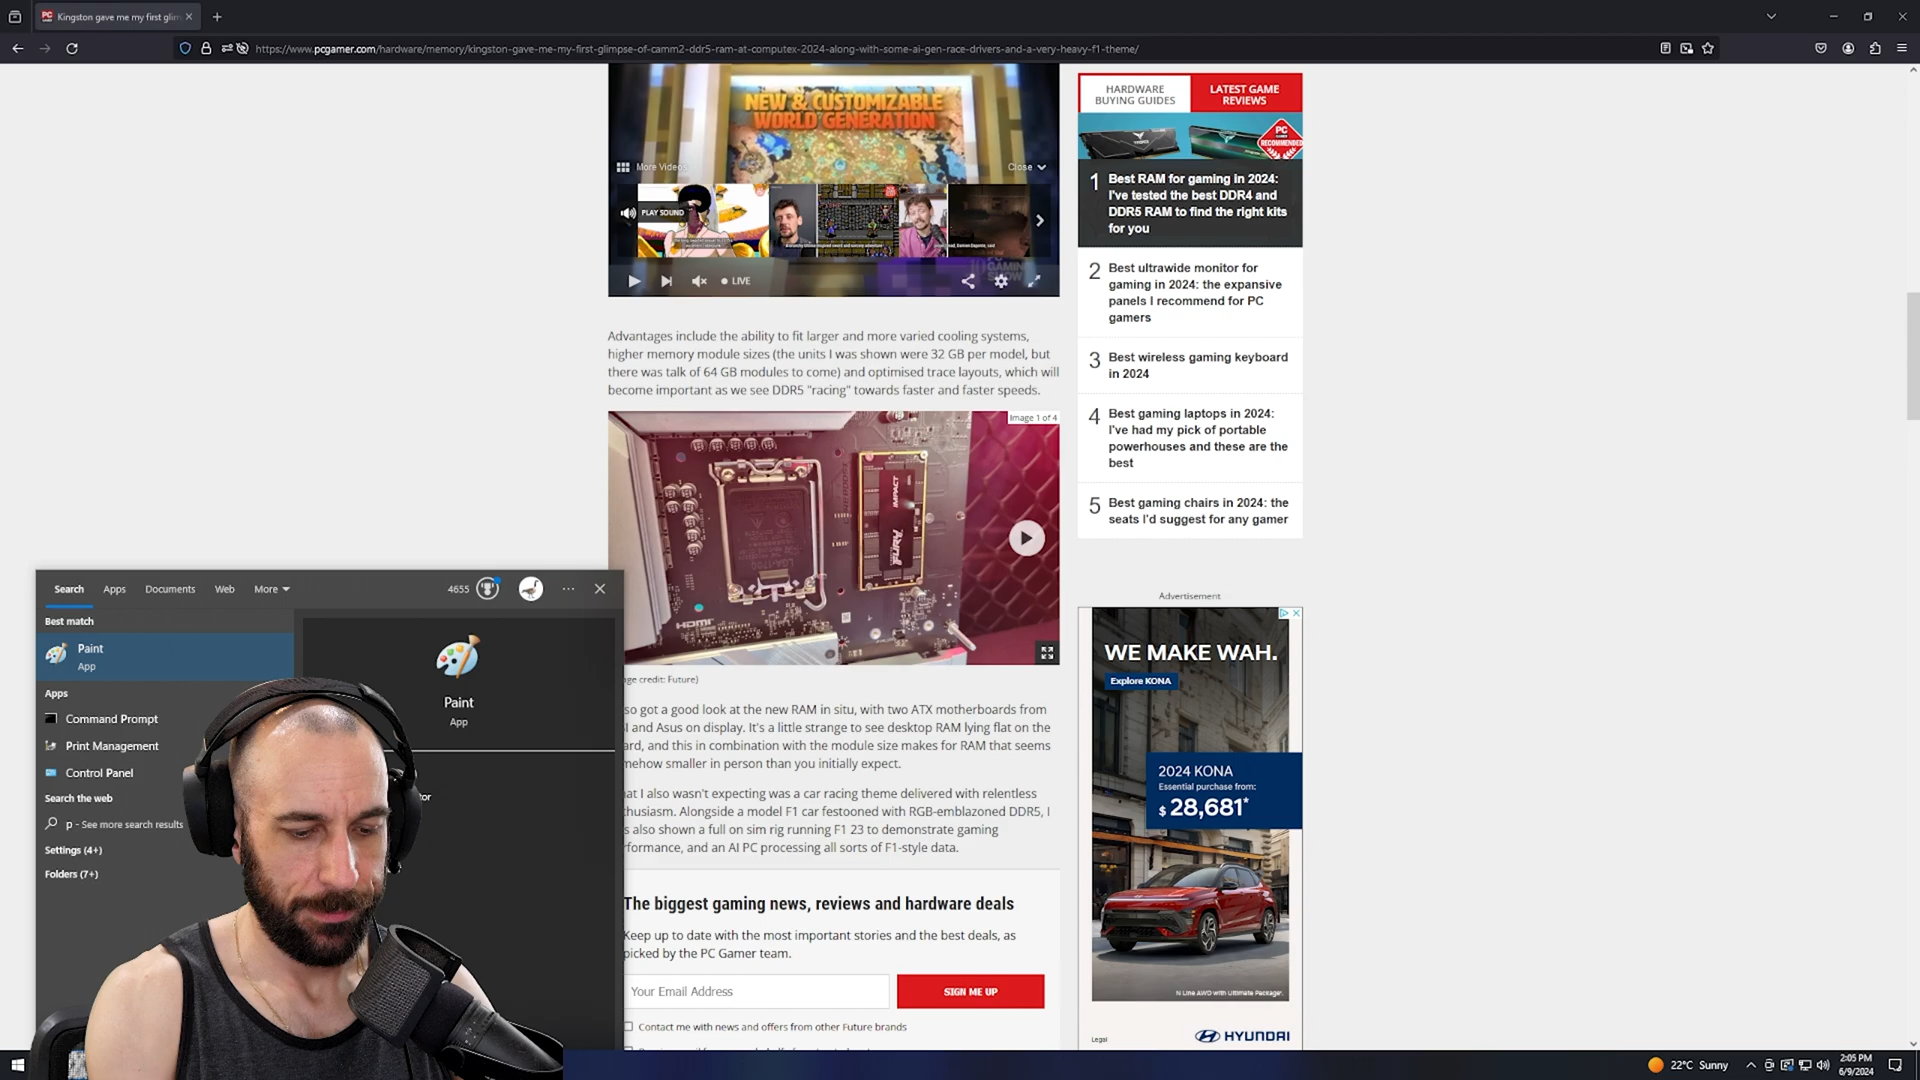 Kingston gave me my first glim
https://www.pcgamer.com/hardware/memory/kingston-gave-me-my-first-glimpse-of-camm2-ddr5-ram-at-computex-2024-along-with-some-ai-gen-race-drivers-and-a-very-heavy-f1-theme/
NEW & CUSTOMIZABLE
WORLD GENERATION
More Videos
Close
PLAY SOUND
LIVE
Advantages include the ability to fit larger and more varied cooling systems,
higher memory module sizes (the units I was shown were 32 GB per model, but
there was talk of 64 GB modules to come) and optimised trace layouts, which will
become important as we see DDR5 "racing" towards faster and faster speeds.
Image 1 of 4
IMPACT
FURY
LGA1700
HDMI
ge credit: Future)
so got a good look at the new RAM in situ, with two ATX motherboards from
I and Asus on display. It's a little strange to see desktop RAM lying flat on the
ard, and this in combination with the module size makes for RAM that seems
mehow smaller in person than you initially expect.
at I also wasn't expecting was a car racing theme delivered with relentless
thusiasm. Alongside a model F1 car festooned with RGB-emblazoned DDR5, I
s also shown a full on sim rig running F1 23 to demonstrate gaming
rformance, and an AI PC processing all sorts of F1-style data.
The biggest gaming news, reviews and hardware deals
Keep up to date with the most important stories and the best deals, as
picked by the PC Gamer team.
Your Email Address
SIGN ME UP
Contact me with news and offers from other Future brands
HARDWARE
BUYING GUIDES
LATEST GAME
REVIEWS
PC
GAMER
RECOMMENDED
1 Best RAM for gaming in 2024:
I've tested the best DDR4 and
DDR5 RAM to find the right kits
for you
2 Best ultrawide monitor for
gaming in 2024: the expansive
panels I recommend for PC
gamers
3 Best wireless gaming keyboard
in 2024
4 Best gaming laptops in 2024:
I've had my pick of portable
powerhouses and these are the
best
5 Best gaming chairs in 2024: the
seats I'd suggest for any gamer
Advertisement
WE MAKE WAH.
Explore KONA
2024 KONA
Essential purchase from:
$ 28,681*
N Line AWD with Ultimate Package*.
Legal
HYUNDAI
Search
Apps
Documents
Web
More
4655
Best match
Paint
App
Apps
Command Prompt
Print Management
Control Panel
Search the web
p - See more search results
Settings (4+)
Folders (7+)
Paint
App
tor
22°C Sunny
2:05 PM
6/9/2024